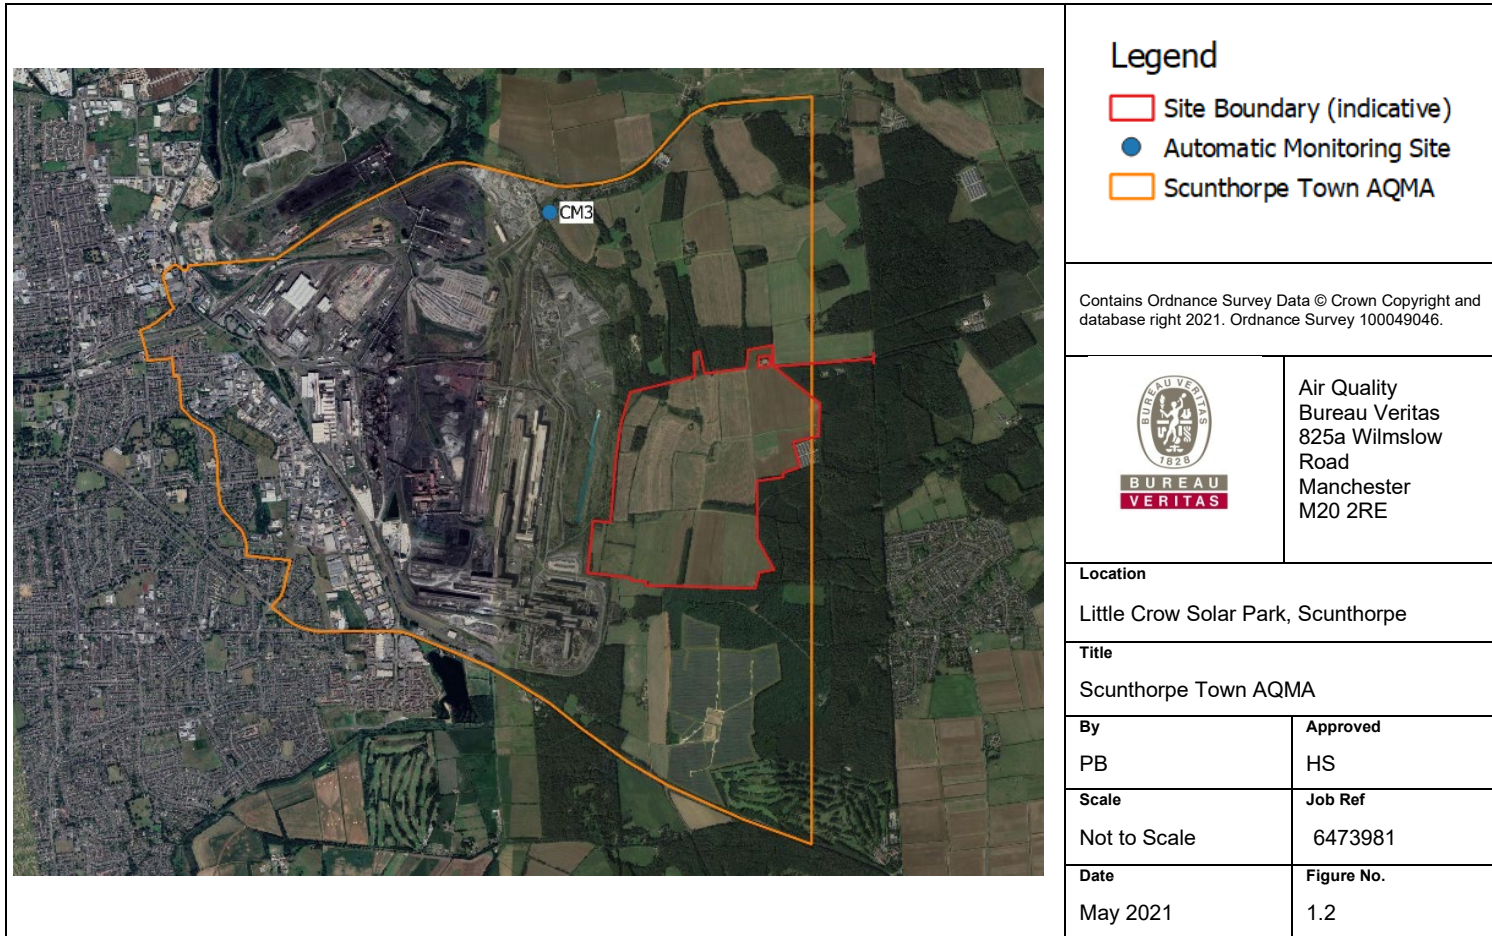 CM3
Legend
Site Boundary (indicative)
Automatic Monitoring Site
Scunthorpe Town AQMA
Contains Ordnance Survey Data © Crown Copyright and
database right 2021. Ordnance Survey 100049046.
BUREAU VERITAS
1828
BUREAU
VERITAS
Air Quality
Bureau Veritas
825a Wilmslow
Road
Manchester
M20 2RE
Location
Little Crow Solar Park, Scunthorpe
Title
Scunthorpe Town AQMA
By
PB
Approved
HS
Scale
Not to Scale
Job Ref
6473981
Date
May 2021
Figure No.
1.2